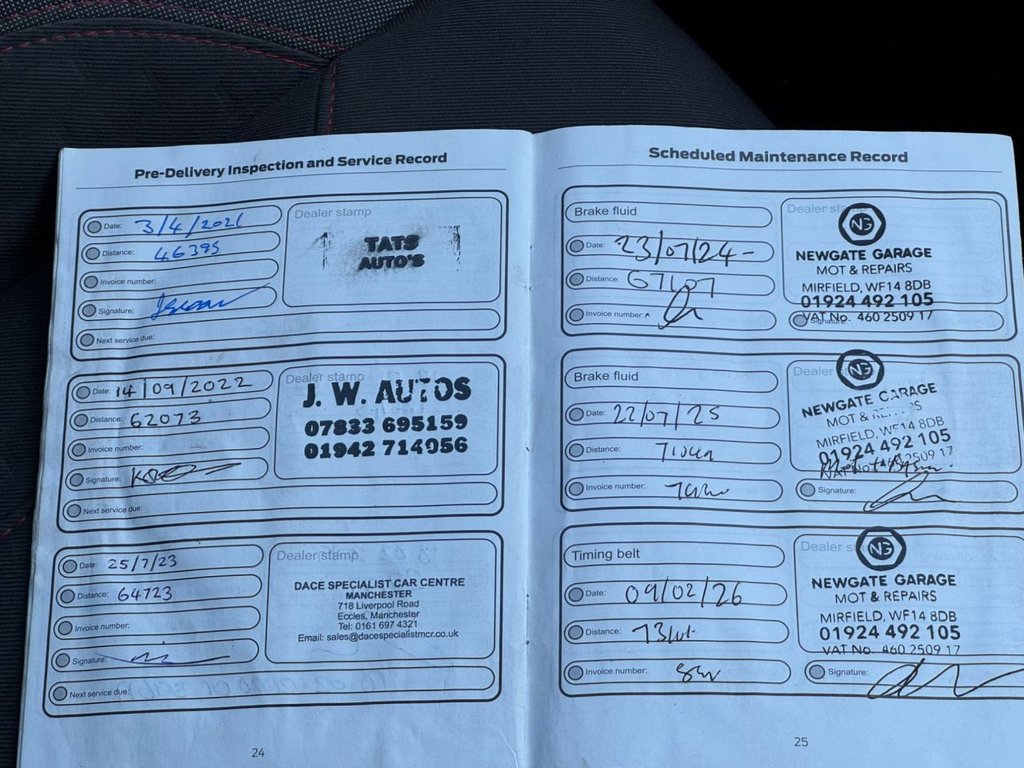 Pre-Delivery Inspection and Service Record
Date: 3/4/2021
Distance: 46395
Invoice number:
Signature:
Next service due:
Dealer stamp
TATS
AUTO'S
Date: 14/09/2022
Distance: 62073
Invoice number:
Signature:
Next service due:
Dealer stamp
J. W. AUTOS
07833 695159
01942 714056
Date: 25/7/23
Distance: 64723
Invoice number:
Signature:
Next service due:
Dealer stamp
DACE SPECIALIST CAR CENTRE
MANCHESTER
718 Liverpool Road
Eccles, Manchester
Tel: 0161 697 4321
Email: sales@dacespecialistmcr.co.uk
24
Scheduled Maintenance Record
Brake fluid
Date: 23/07/24-
Distance: 67107
Invoice number:
Dealer
NG
NEWGATE GARAGE
MOT & REPAIRS
MIRFIELD, WF14 8DB
01924 492 105
VAT No. 460 2509 17
Signature:
Brake fluid
Date: 22/07/25
Distance:
Invoice number:
Dealer
NG
NEWGATE GARAGE
MOT &
MIRFIELD, WF14 8DB
01924 492 105
2509 17
Signature:
Timing belt
Date: 09/02/26
Distance:
Invoice number:
Dealer
NG
NEWGATE GARAGE
MOT & REPAIRS
MIRFIELD, WF14 8DB
01924 492 105
VAT No. 460 2509 17
Signature:
25